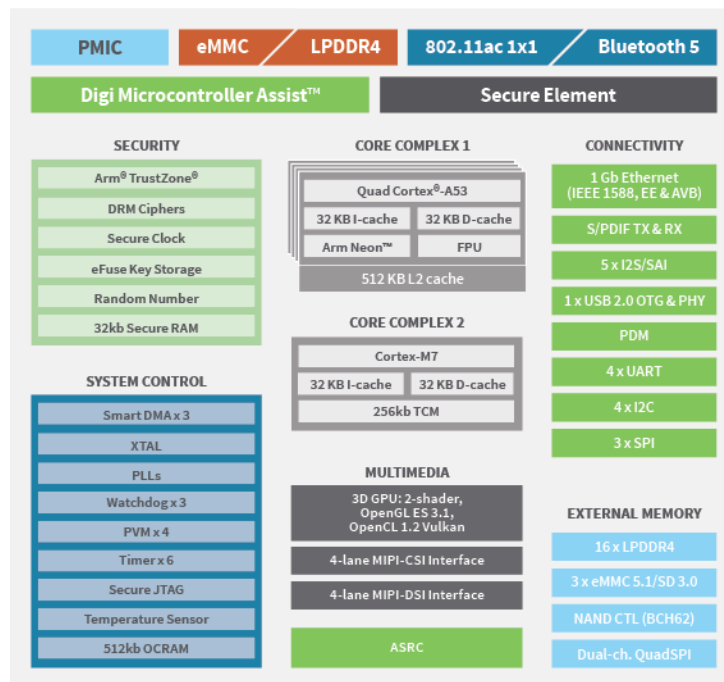 PMIC
eMMC
LPDDR4
802.11ac 1x1
Bluetooth 5
Digi Microcontroller Assist™
Secure Element
SECURITY
Arm® TrustZone®
DRM Ciphers
Secure Clock
eFuse Key Storage
Random Number
32kb Secure RAM
SYSTEM CONTROL
Smart DMA x 3
XTAL
PLLs
Watchdog x 3
PVM x 4
Timer x 6
Secure JTAG
Temperature Sensor
512kb OCRAM
CORE COMPLEX 1
Quad Cortex®-A53
32 KB I-cache
32 KB D-cache
Arm Neon™
FPU
512 KB L2 cache
CORE COMPLEX 2
Cortex-M7
32 KB I-cache
32 KB D-cache
256kb TCM
MULTIMEDIA
3D GPU: 2-shader,
OpenGL ES 3.1,
OpenCL 1.2 Vulkan
4-lane MIPI-CSI Interface
4-lane MIPI-DSI Interface
ASRC
CONNECTIVITY
1 Gb Ethernet
(IEEE 1588, EE & AVB)
S/PDIF TX & RX
5 x I2S/SAI
1 x USB 2.0 OTG & PHY
PDM
4 x UART
4 x I2C
3 x SPI
EXTERNAL MEMORY
16 x LPDDR4
3 x eMMC 5.1/SD 3.0
NAND CTL (BCH62)
Dual-ch. QuadSPI